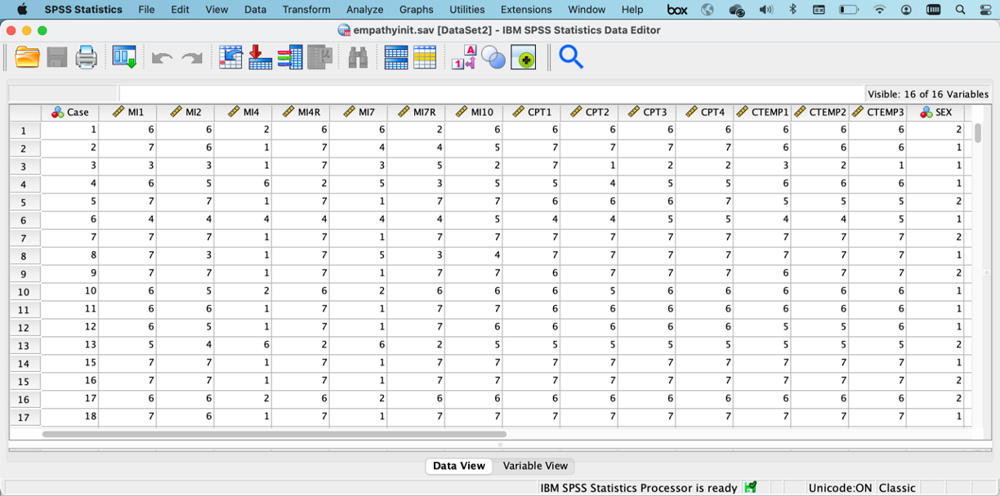 SPSS Statistics File Edit View Data Transform Analyze Graphs Utilities Extensions Window Help box
empathyinit.sav [DataSet2] - IBM SPSS Statistics Data Editor
Visible: 16 of 16 Variables
Case MI1 MI2 MI4 MI4R MI7 MI7R MI10 CPT1 CPT2 CPT3 CPT4 CTEMP1 CTEMP2 CTEMP3 SEX
1 1 6 6 2 6 6 2 6 6 6 6 6 6 6 6 2
2 2 7 6 1 7 4 4 5 7 7 7 7 6 6 6 1
3 3 3 3 1 7 3 5 2 7 1 2 2 3 2 1 1
4 4 6 5 6 2 5 3 5 5 4 5 5 6 6 6 1
5 5 7 7 1 7 1 7 7 6 6 6 7 5 5 5 2
6 6 4 4 4 4 4 4 5 4 4 5 5 4 4 5 1
7 7 7 7 1 7 1 7 7 7 7 7 7 7 7 7 2
8 8 7 3 1 7 5 3 4 7 7 7 7 7 7 7 1
9 9 7 7 1 7 1 7 7 6 7 7 7 6 7 7 2
10 10 6 5 2 6 2 6 6 6 5 6 6 6 6 6 1
11 11 6 6 1 7 1 7 7 6 6 6 6 6 6 6 1
12 12 6 5 1 7 1 7 6 6 6 6 6 5 5 6 1
13 13 5 4 6 2 6 2 5 5 5 5 5 5 5 5 2
14 15 7 7 1 7 1 7 7 7 7 7 7 7 7 7 1
15 16 7 7 1 7 1 7 7 7 7 7 7 7 7 7 2
16 17 6 6 2 6 2 6 6 6 6 6 6 6 6 6 2
17 18 7 6 1 7 1 7 7 7 7 7 7 7 7 7 1
Data View Variable View
IBM SPSS Statistics Processor is ready Unicode:ON Classic